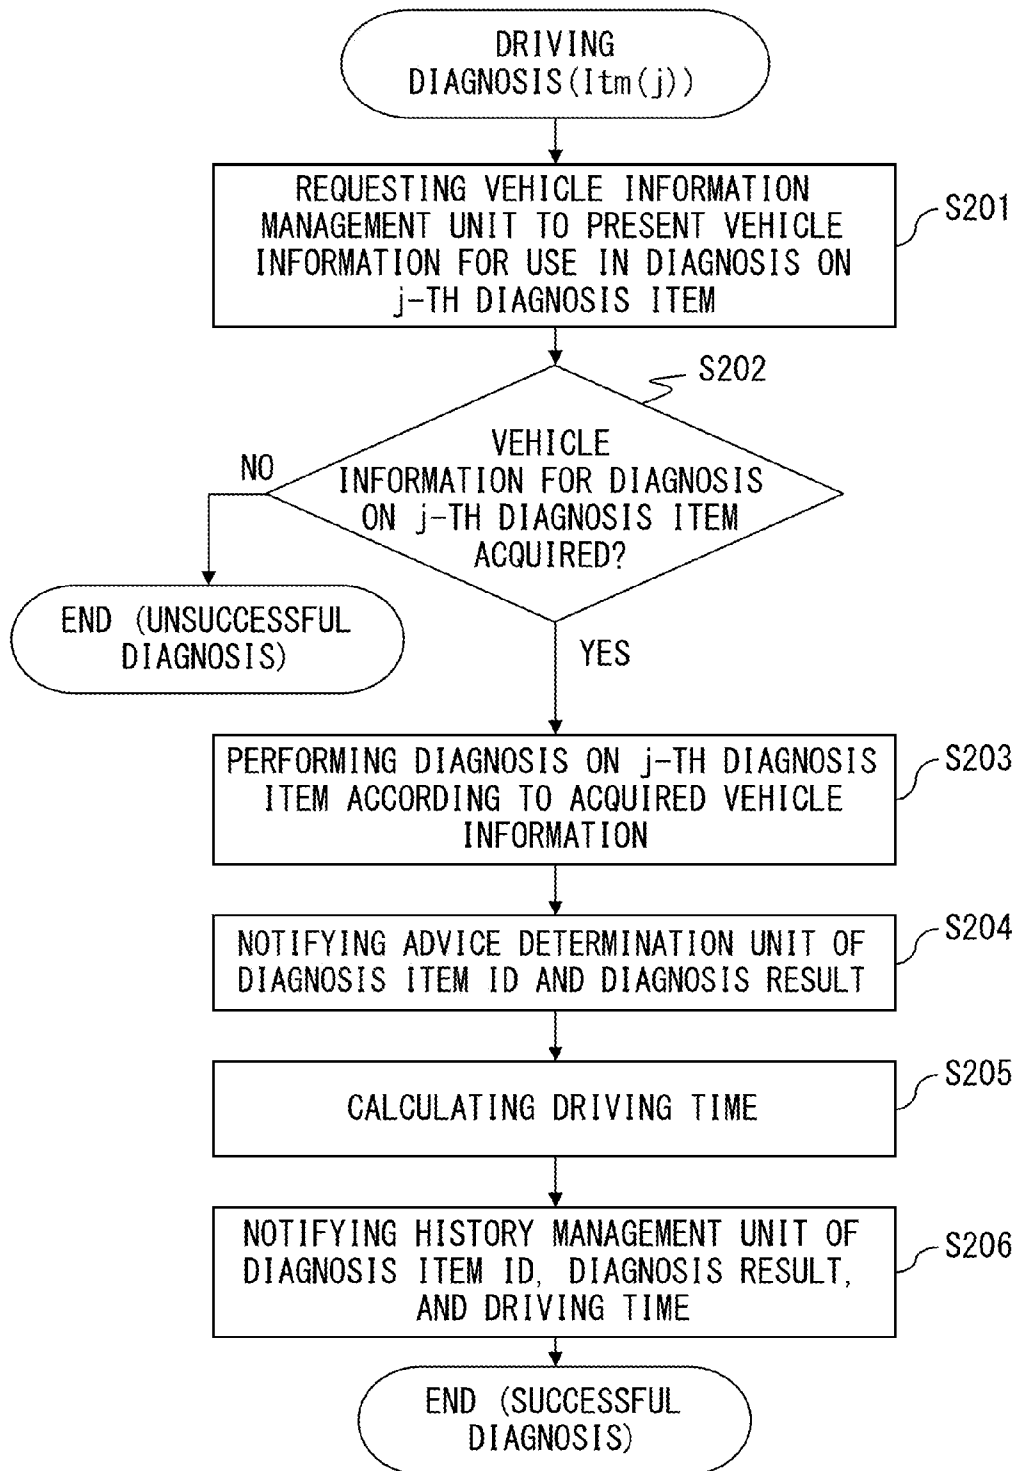 DRIVING
DIAGNOSIS(Itm(j))
REQUESTING VEHICLE INFORMATION
MANAGEMENT UNIT TO PRESENT VEHICLE
INFORMATION FOR USE IN DIAGNOSIS ON
j-TH DIAGNOSIS ITEM
S201
S202
VEHICLE
INFORMATION FOR DIAGNOSIS
ON j-TH DIAGNOSIS ITEM
ACQUIRED?
NO
END (UNSUCCESSFUL
DIAGNOSIS)
YES
PERFORMING DIAGNOSIS ON j-TH DIAGNOSIS
ITEM ACCORDING TO ACQUIRED VEHICLE
INFORMATION
S203
NOTIFYING ADVICE DETERMINATION UNIT OF
DIAGNOSIS ITEM ID AND DIAGNOSIS RESULT
S204
CALCULATING DRIVING TIME
S205
NOTIFYING HISTORY MANAGEMENT UNIT OF
DIAGNOSIS ITEM ID, DIAGNOSIS RESULT,
AND DRIVING TIME
S206
END (SUCCESSFUL
DIAGNOSIS)